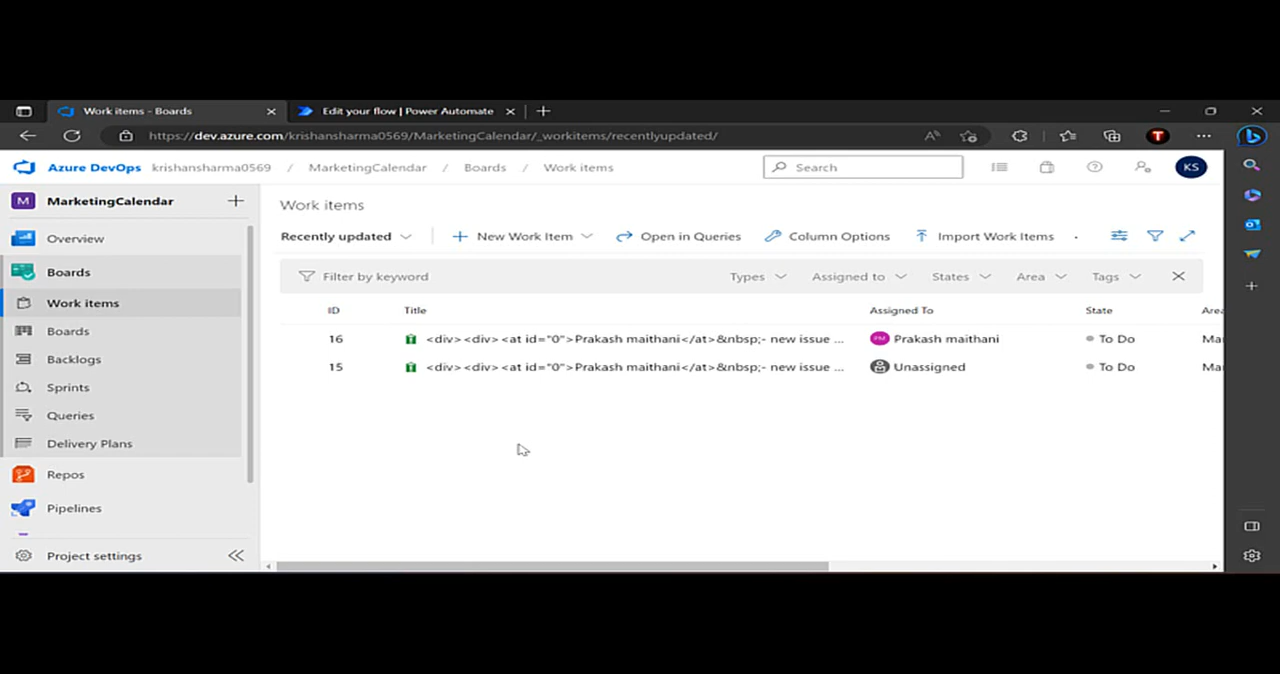 Work items - Boards
Edit your flow | Power Automate
https://dev.azure.com/krishansharma0569/MarketingCalendar/_workitems/recentlyupdated/
Azure DevOps krishansharma0569 / MarketingCalendar / Boards / Work items
Search
KS
M MarketingCalendar
Overview
Boards
Work items
Boards
Backlogs
Sprints
Queries
Delivery Plans
Repos
Pipelines
Project settings
Work items
Recently updated New Work Item Open in Queries Column Options Import Work Items
Filter by keyword Types Assigned to States Area Tags
ID Title Assigned To State Area
16 <div><div><at id="0">Prakash maithani</at>&nbsp;- new issue ... PM Prakash maithani To Do Ma
15 <div><div><at id="0">Prakash maithani</at>&nbsp;- new issue ... Unassigned To Do Ma